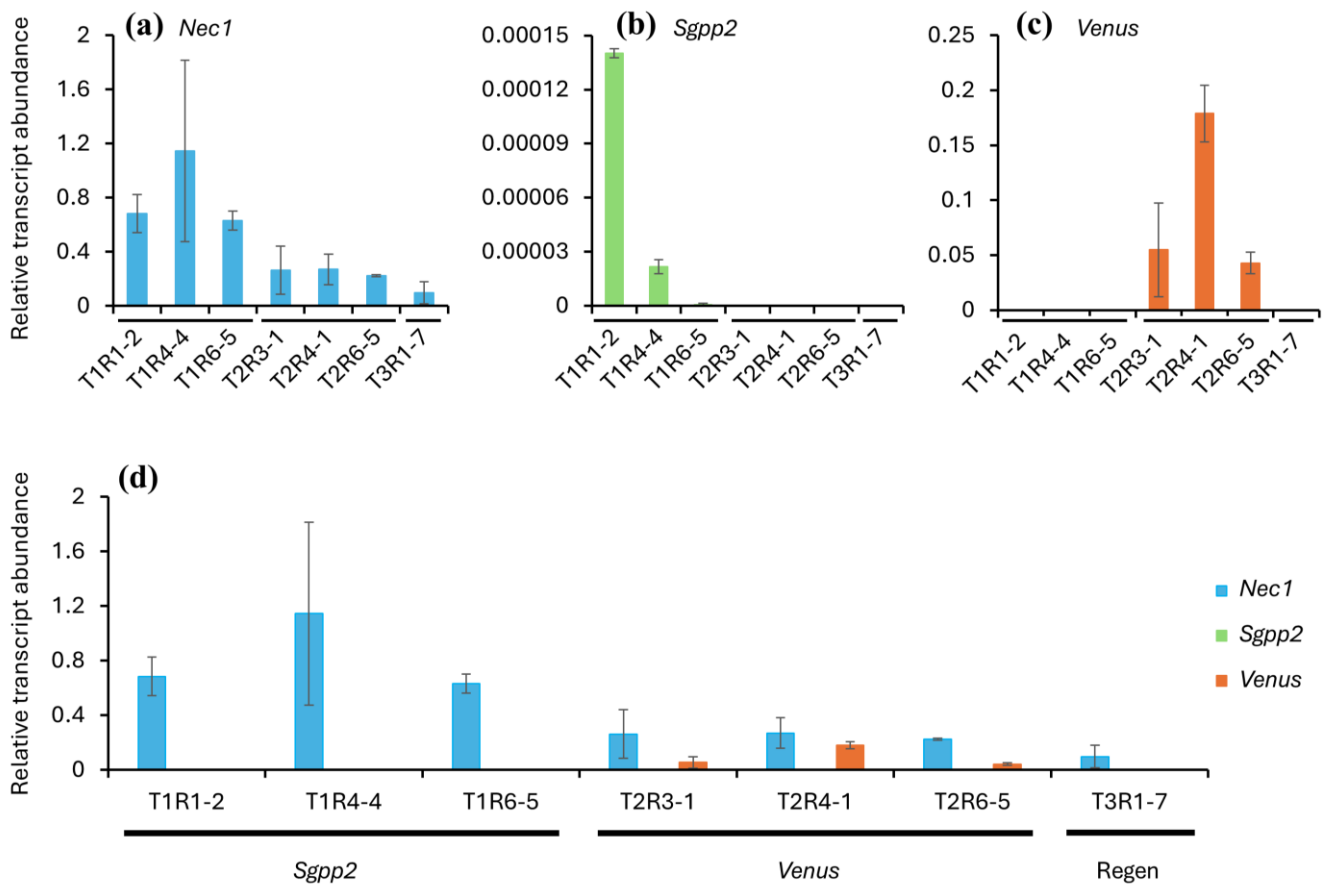 (a) Nec1
Relative transcript abundance
2
1.6
1.2
0.8
0.4
0
T1R1-2
T1R4-4
T1R6-5
T2R3-1
T2R4-1
T2R6-5
T3R1-7
(b) Sgpp2
0.00015
0.00012
0.00009
0.00006
0.00003
0
T1R1-2
T1R4-4
T1R6-5
T2R3-1
T2R4-1
T2R6-5
T3R1-7
(c) Venus
0.25
0.2
0.15
0.1
0.05
0
T1R1-2
T1R4-4
T1R6-5
T2R3-1
T2R4-1
T2R6-5
T3R1-7
(d)
Relative transcript abundance
2
1.6
1.2
0.8
0.4
0
Nec1
Sgpp2
Venus
T1R1-2 T1R4-4 T1R6-5 T2R3-1 T2R4-1 T2R6-5 T3R1-7
Sgpp2 Venus Regen